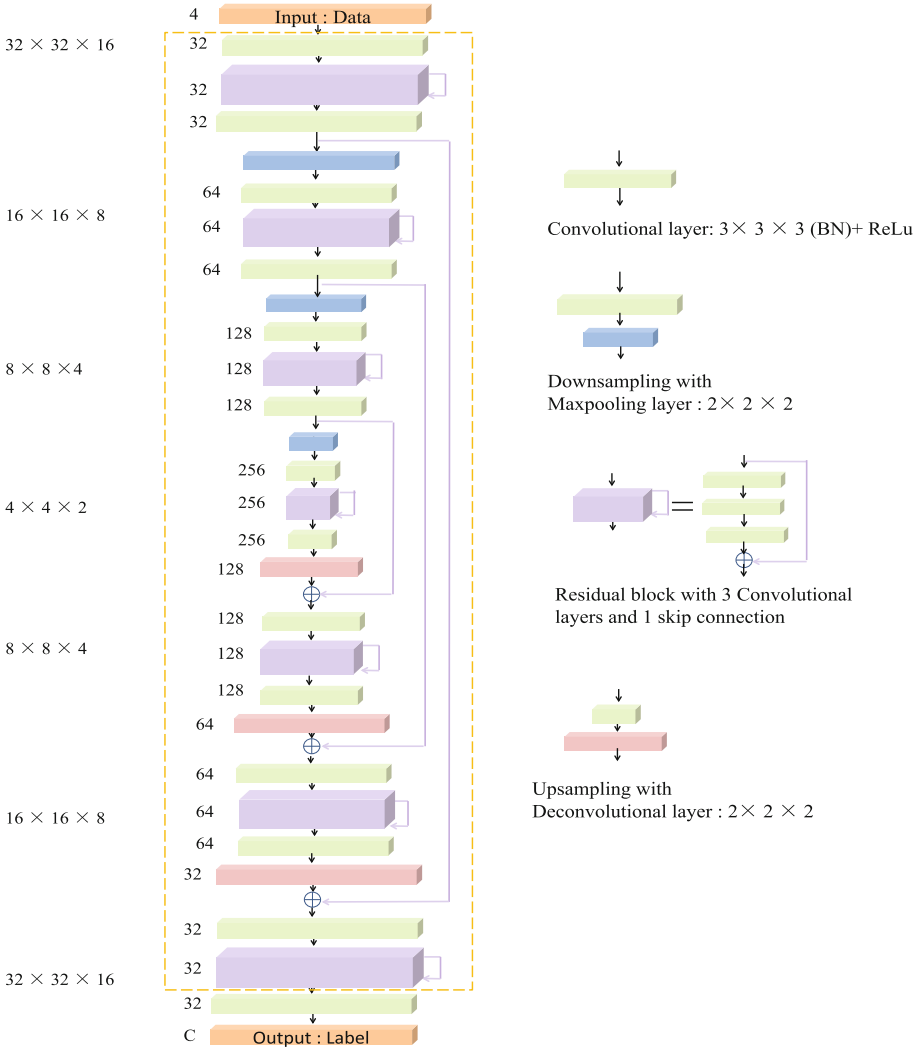 4
Input : Data
32 × 32 × 16
32
32
32
64
16 × 16 × 8
64
64
128
8 × 8 ×4
128
128
256
4 × 4 × 2
256
256
128
128
8 × 8 × 4
128
128
64
64
16 × 16 × 8
64
64
32
32
32 × 32 × 16
32
32
C
Output : Label
Convolutional layer: 3× 3 × 3 (BN)+ ReLu
Downsampling with
Maxpooling layer : 2× 2 × 2
Residual block with 3 Convolutional
layers and 1 skip connection
Upsampling with
Deconvolutional layer : 2× 2 × 2